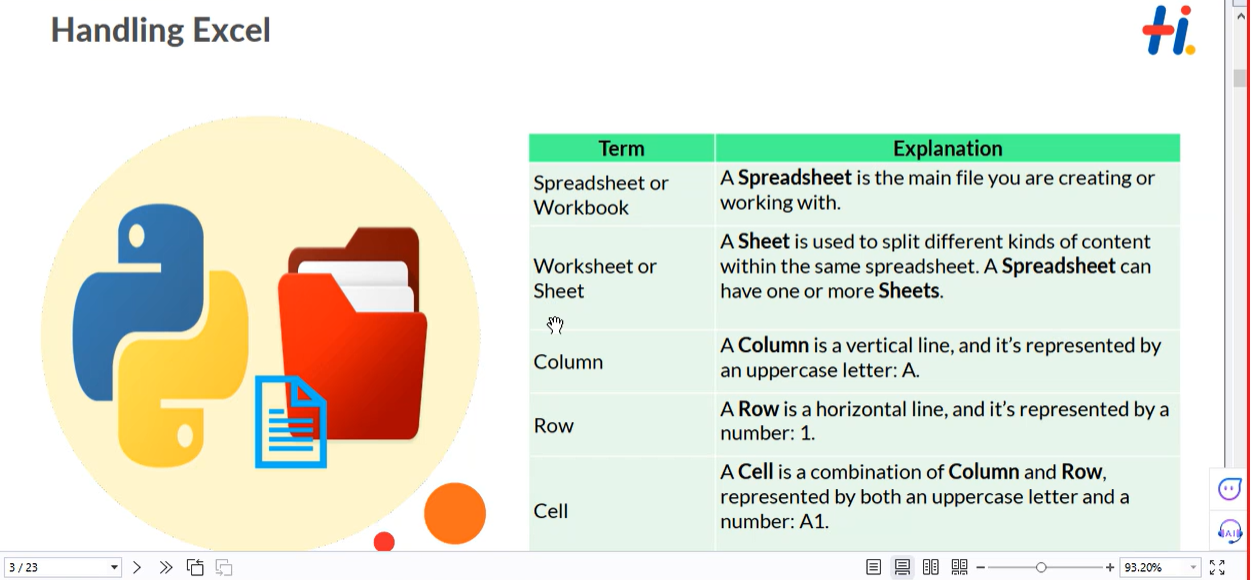 Handling Excel
Hi
Term Explanation
Spreadsheet or
Workbook
A Spreadsheet is the main file you are creating or
working with.
Worksheet or
Sheet
A Sheet is used to split different kinds of content
within the same spreadsheet. A Spreadsheet can
have one or more Sheets.
Column
A Column is a vertical line, and it’s represented by
an uppercase letter: A.
Row
A Row is a horizontal line, and it’s represented by a
number: 1.
Cell
A Cell is a combination of Column and Row,
represented by both an uppercase letter and a
number: A1.
AI
3 / 23
93.20%